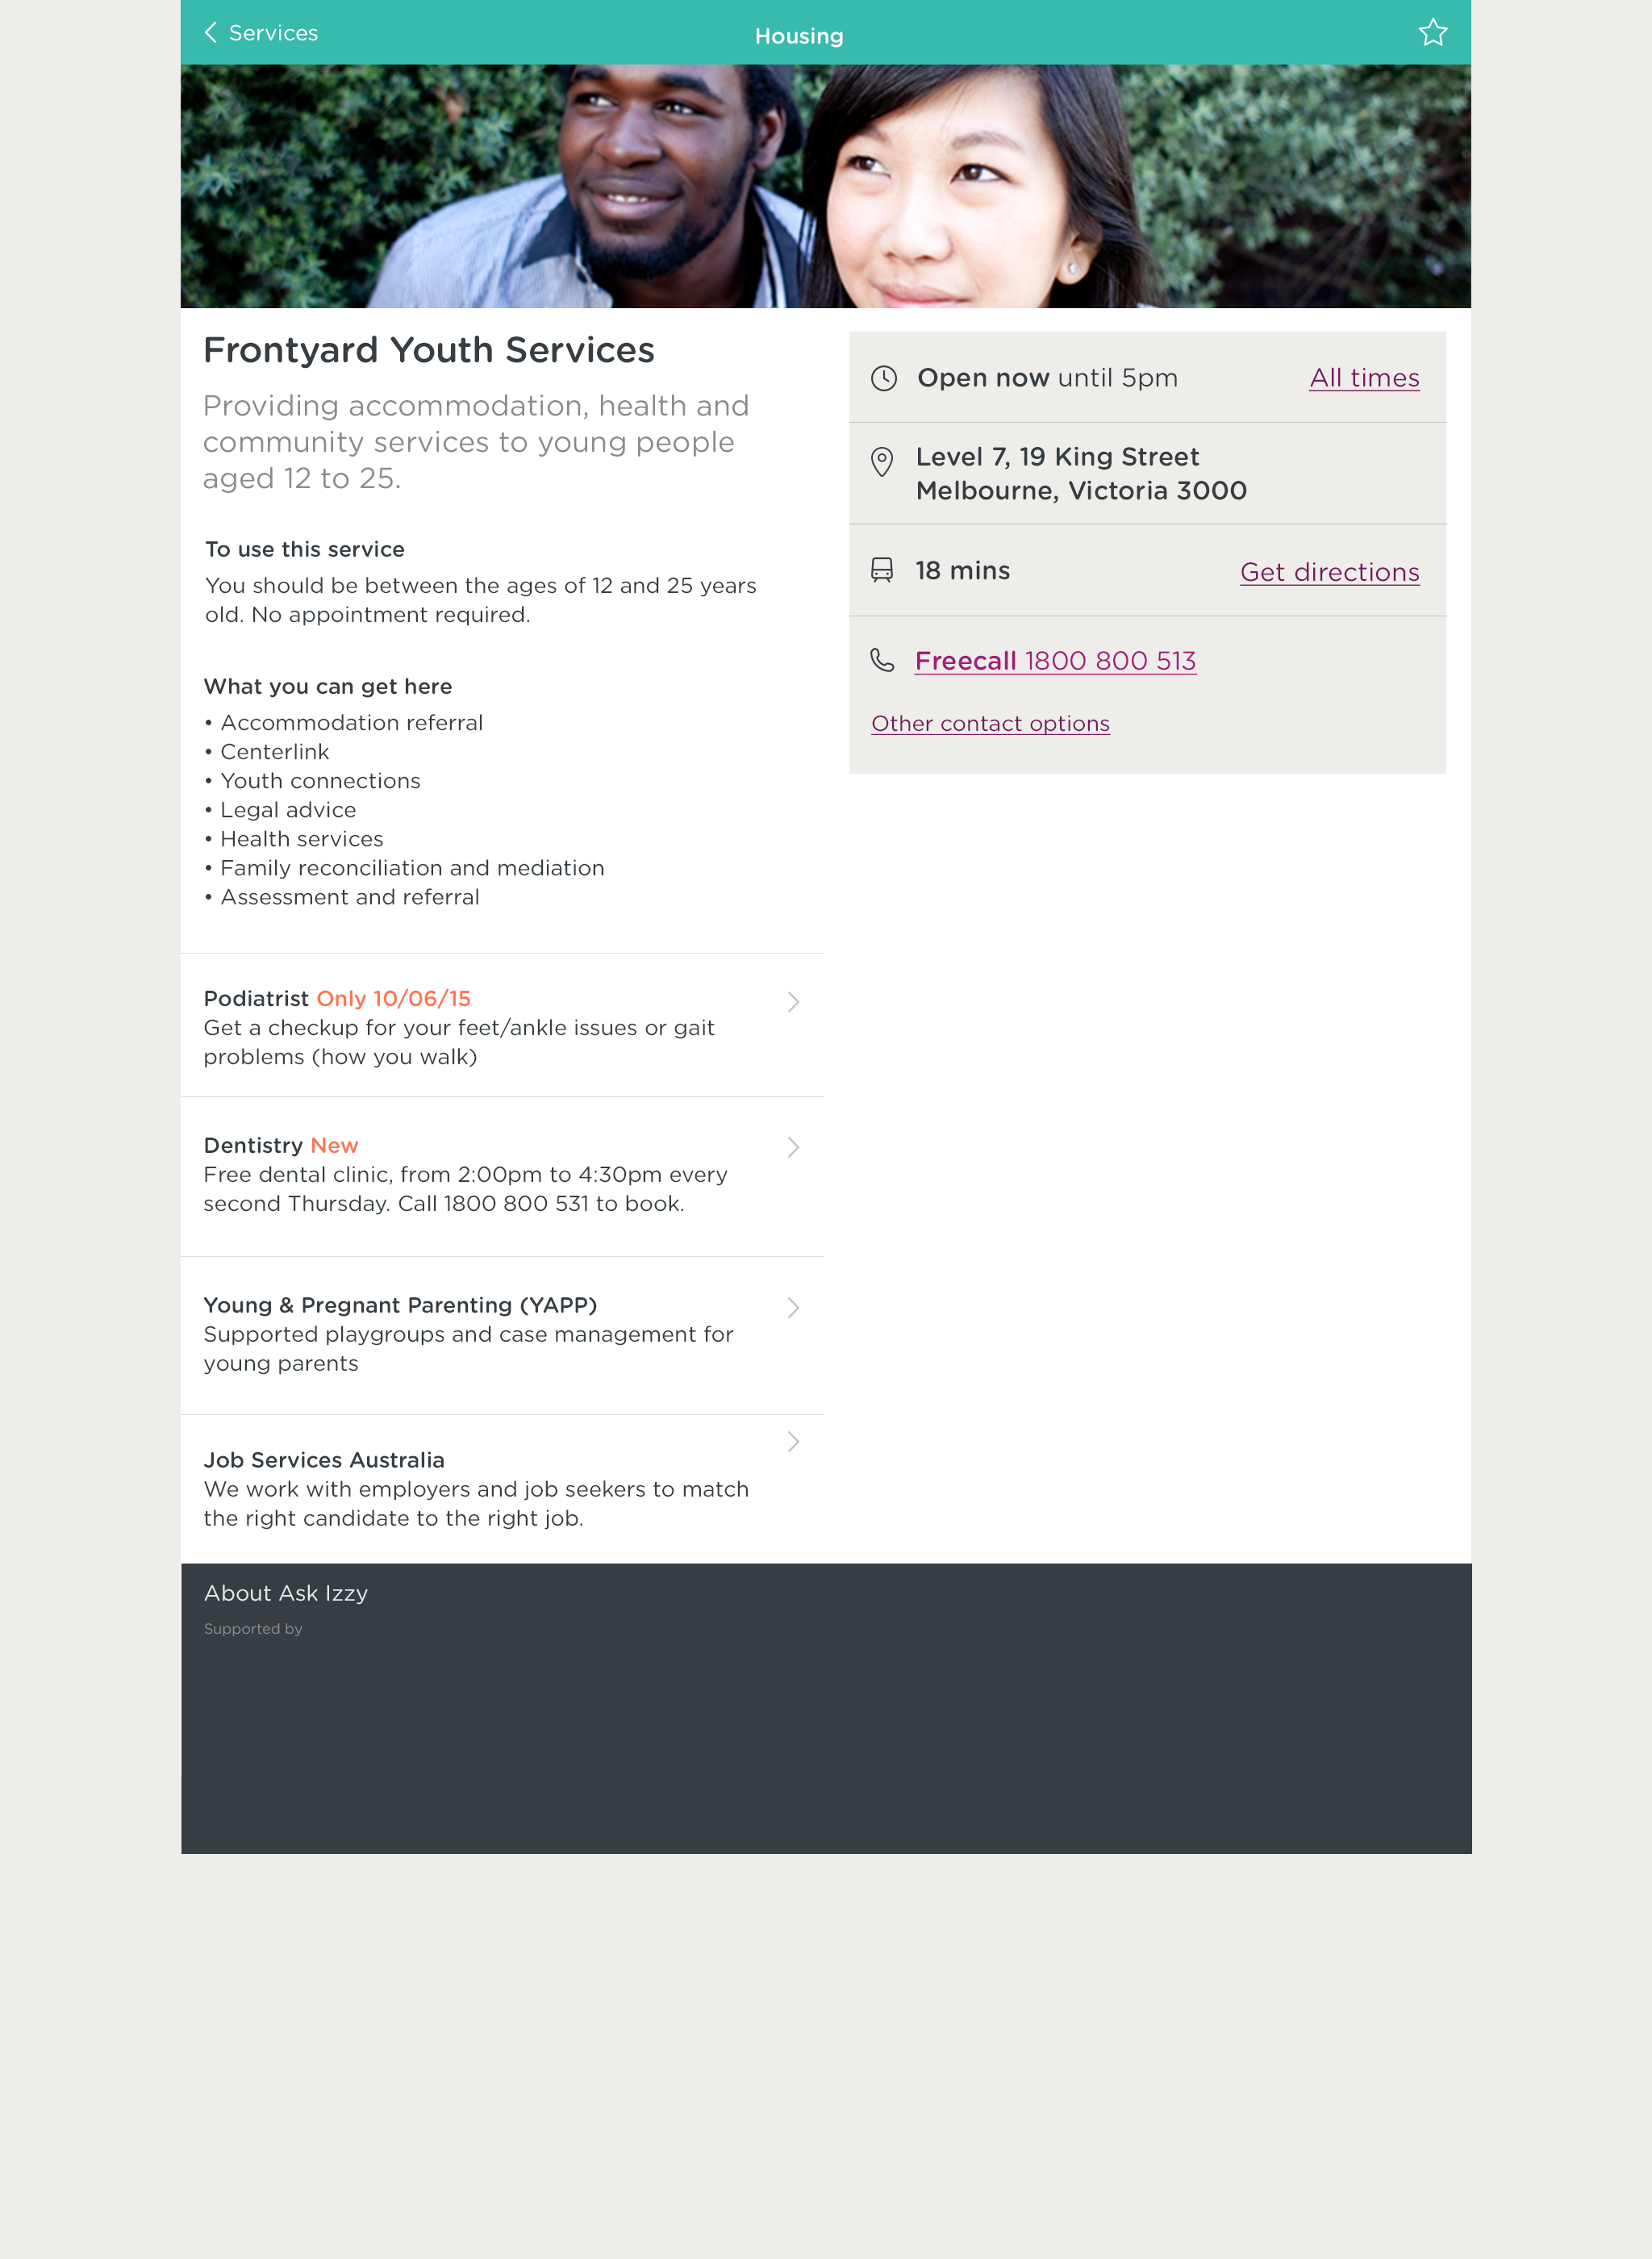 Services
Housing
Frontyard Youth Services
Providing accommodation, health and
community services to young people
aged 12 to 25.
To use this service
You should be between the ages of 12 and 25 years
old. No appointment required.
What you can get here
• Accommodation referral
• Centerlink
• Youth connections
• Legal advice
• Health services
• Family reconciliation and mediation
• Assessment and referral
Podiatrist Only 10/06/15
Get a checkup for your feet/ankle issues or gait
problems (how you walk)
Dentistry New
Free dental clinic, from 2:00pm to 4:30pm every
second Thursday. Call 1800 800 531 to book.
Young & Pregnant Parenting (YAPP)
Supported playgroups and case management for
young parents
Job Services Australia
We work with employers and job seekers to match
the right candidate to the right job.
Open now until 5pm
All times
Level 7, 19 King Street
Melbourne, Victoria 3000
18 mins
Get directions
Freecall 1800 800 513
Other contact options
About Ask Izzy
Supported by